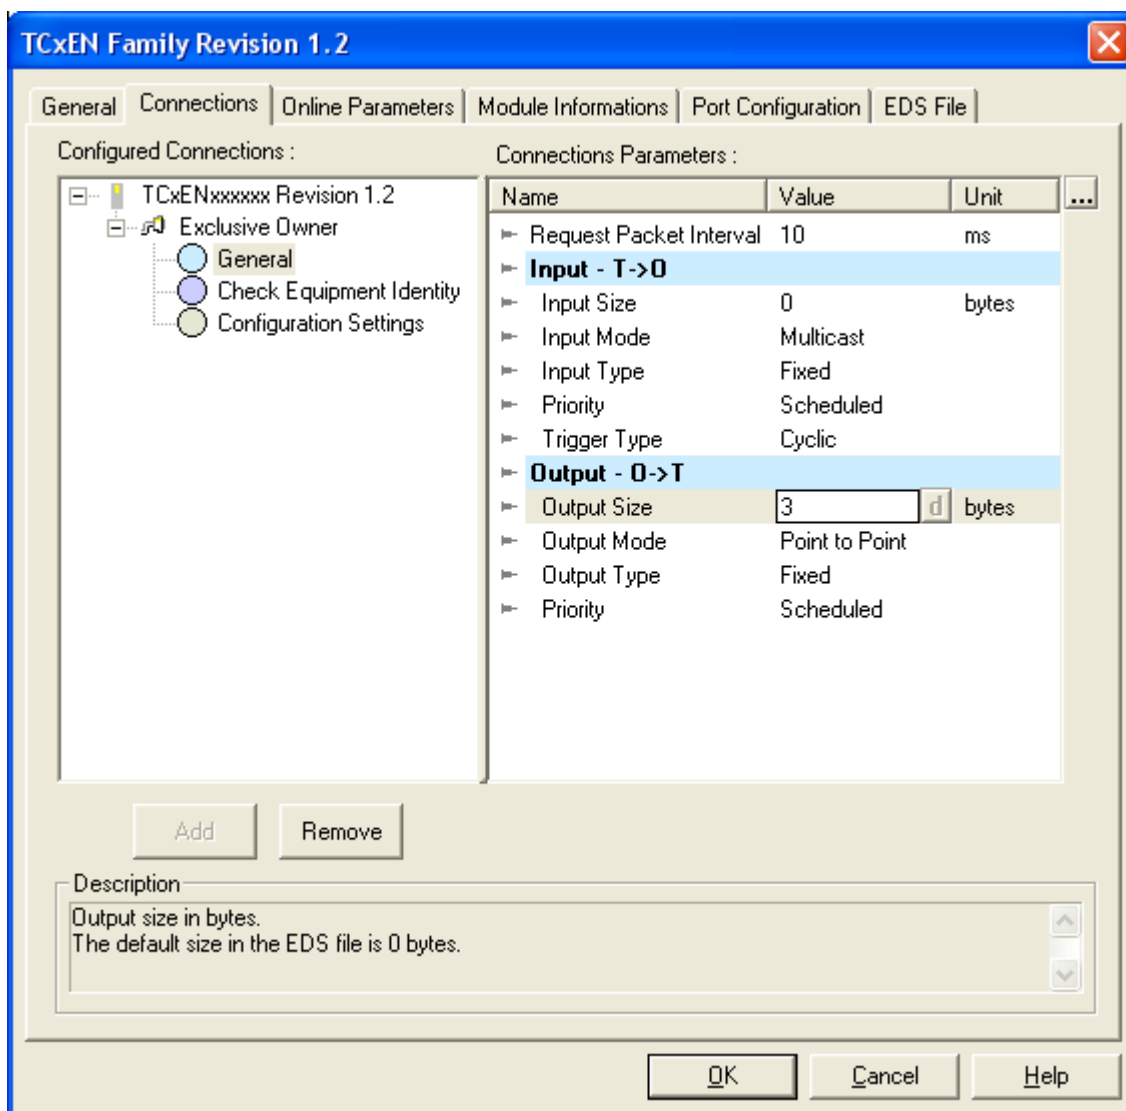 TCxEN Family Revision 1.2
General Connections Online Parameters Module Informations Port Configuration EDS File
Configured Connections :
TCxENxxxxxx Revision 1.2
Exclusive Owner
General
Check Equipment Identity
Configuration Settings
Connections Parameters :
Name Value Unit ...
Request Packet Interval 10 ms
Input - T->O
Input Size 0 bytes
Input Mode Multicast
Input Type Fixed
Priority Scheduled
Trigger Type Cyclic
Output - O->T
Output Size 3 d bytes
Output Mode Point to Point
Output Type Fixed
Priority Scheduled
Add Remove
Description
Output size in bytes.
The default size in the EDS file is 0 bytes.
OK Cancel Help